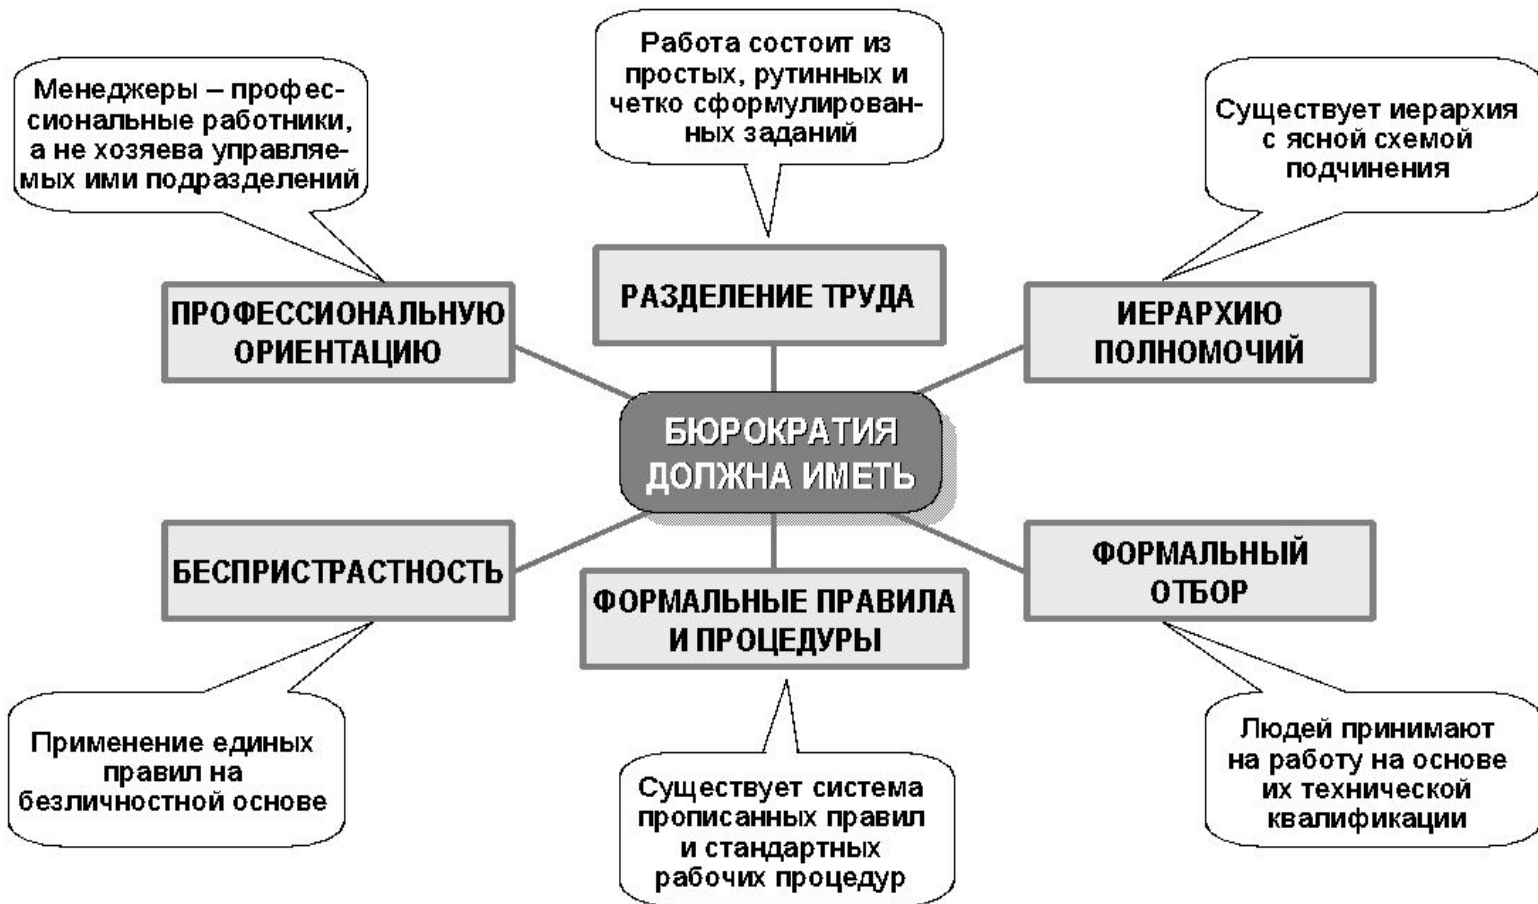 Работа состоит из
простых, рутинных и
четко сформулирован-
ных заданий
Менеджеры – профес-
сиональные работники,
а не хозяева управляе-
мых ими подразделений
Существует иерархия
с ясной схемой
подчинения
ПРОФЕССИОНАЛЬНУЮ
ОРИЕНТАЦИЮ
РАЗДЕЛЕНИЕ ТРУДА
ИЕРАРХИЮ
ПОЛНОМОЧИЙ
БЮРОКРАТИЯ
ДОЛЖНА ИМЕТЬ
БЕСПРИСТРАСТНОСТЬ
ФОРМАЛЬНЫЕ ПРАВИЛА
И ПРОЦЕДУРЫ
ФОРМАЛЬНЫЙ
ОТБОР
Применение единых
правил на
безличностной основе
Существует система
прописанных правил
и стандартных
рабочих процедур
Людей принимают
на работу на основе
их технической
квалификации